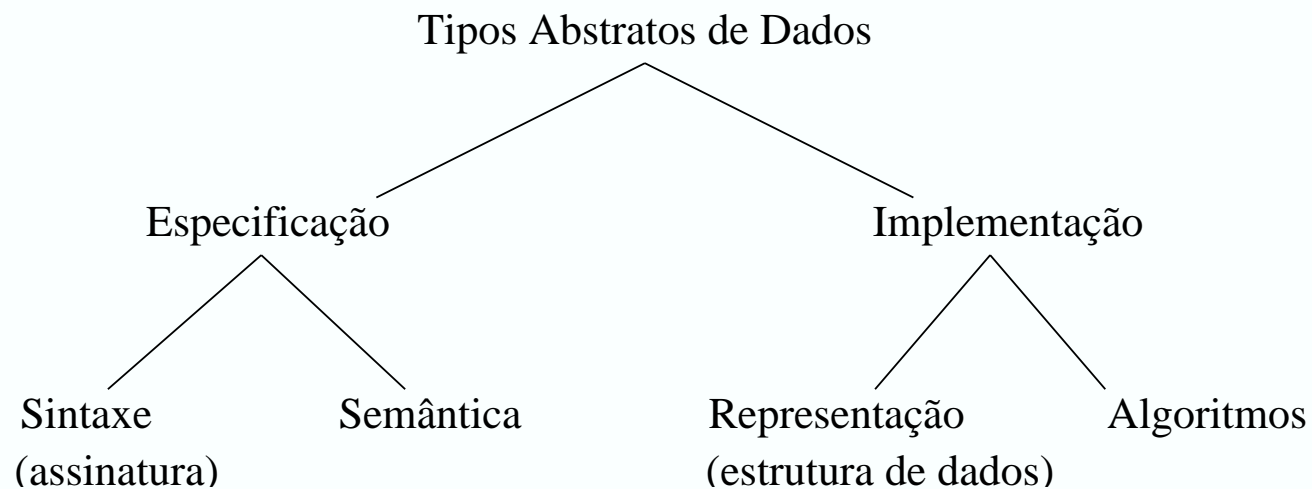 Tipos Abstratos de Dados
Especificação
Implementação
Sintaxe
(assinatura)
Semântica
Representação
(estrutura de dados)
Algoritmos